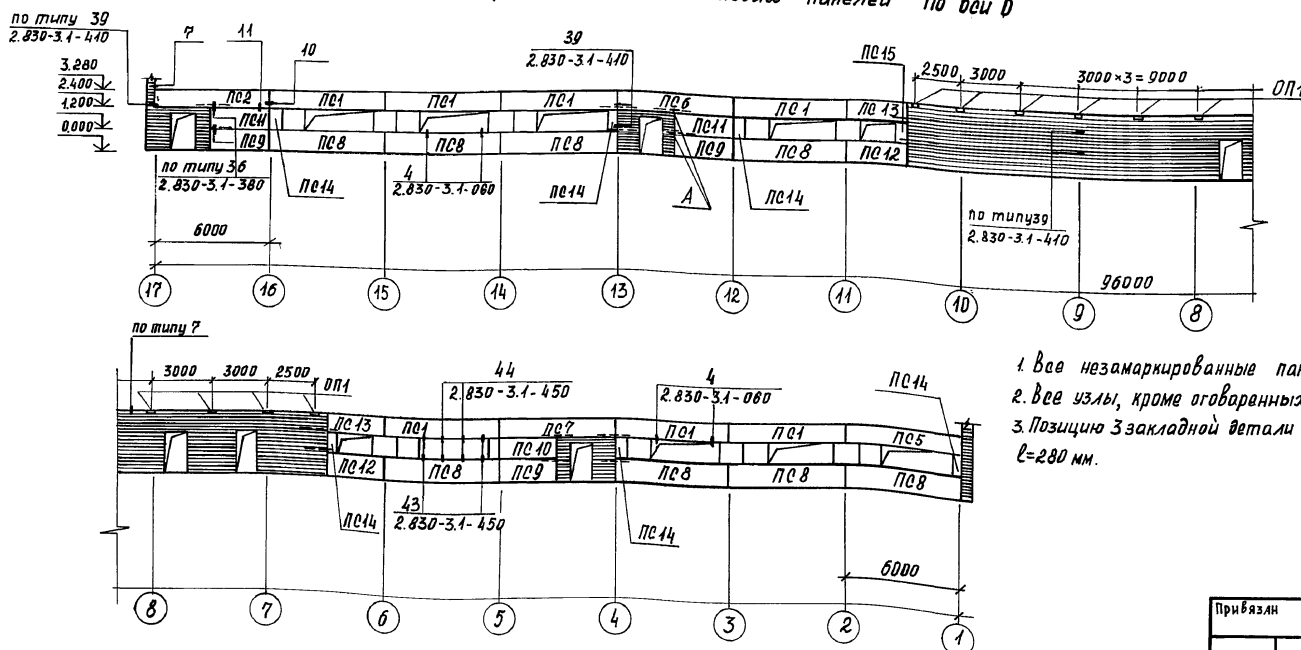 панелей по оси D
по типу 39
2.830-3.1-410
7
11
10
39
2.830-3.1-410
ПС15
2500
3000
3000×3=9000
ОП1
3.280
2.400
1.200
0.000
ПС2
ПС1
ПС1
ПС1
ПС6
ПС1
ПС13
ПС11
ПС11
ПС9
ПС8
ПС8
ПС8
ПС9
ПС8
ПС12
по типу 36
2.830-3.1-380
ПС14
4
2.830-3.1-060
ПС14
А
ПС14
по типу39
2.830-3.1-410
6000
96000
17
16
15
14
13
12
11
10
9
8
по типу 7
3000
3000
2500
ОП1
44
2.830-3.1-450
4
2.830-3.1-060
ПС14
ПС13
ПС1
ПС7
ПС1
ПС1
ПС5
ПС10
ПС12
ПС8
ПС9
ПС8
ПС8
ПС8
ПС14
43
2.830-3.1-450
ПС14
6000
8
7
6
5
4
3
2
1
1. Все незамаркированные
2. Все узлы, кроме оговоренных
3. Позицию 3 закладной детали
ℓ=280 мм.
Привязан